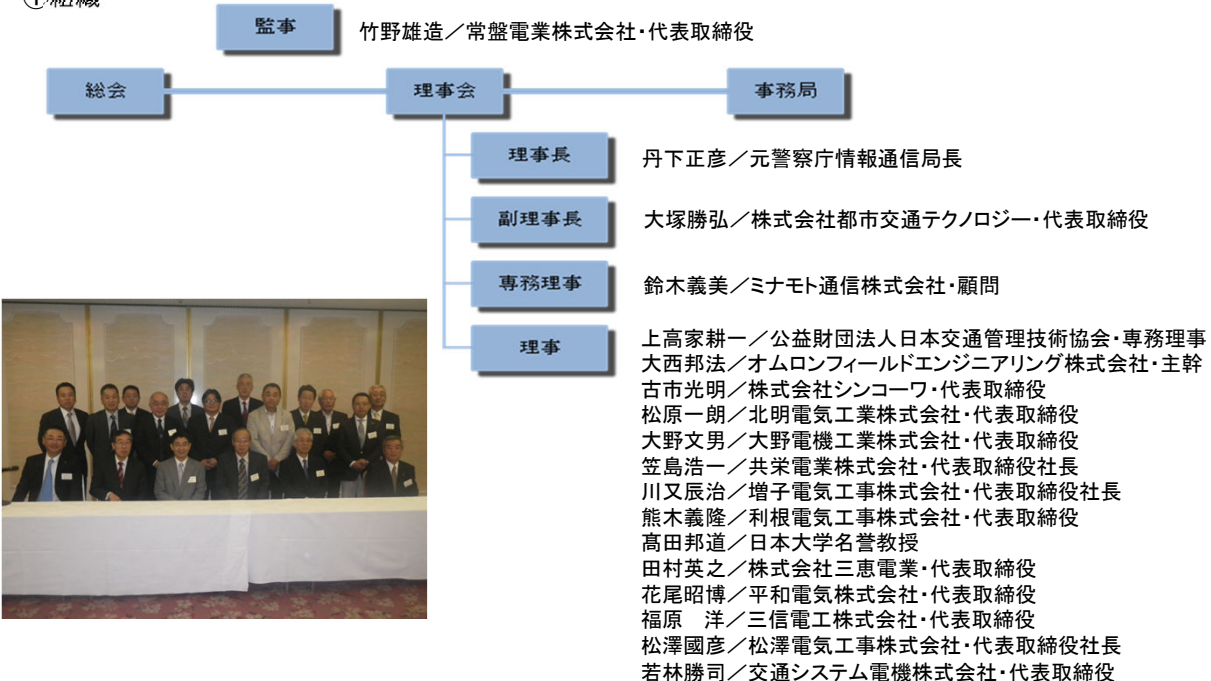 ①組織
監事
竹野雄造／常盤電業株式会社・代表取締役
総会
理事会
事務局
理事長
丹下正彦／元警察庁情報通信局長
副理事長
大塚勝弘／株式会社都市交通テクノロジー・代表取締役
専務理事
鈴木義美／ミナモト通信株式会社・顧問
理事
上高家耕一／公益財団法人日本交通管理技術協会・専務理事
大西邦法／オムロンフィールドエンジニアリング株式会社・主幹
古市光明／株式会社シンコーワ・代表取締役
松原一朗／北明電気工業株式会社・代表取締役
大野文男／大野電機工業株式会社・代表取締役
笠島浩一／共栄電業株式会社・代表取締役社長
川又辰治／増子電気工事株式会社・代表取締役社長
熊木義隆／利根電気工事株式会社・代表取締役
髙田邦道／日本大学名誉教授
田村英之／株式会社三恵電業・代表取締役
花尾昭博／平和電気株式会社・代表取締役
福原　洋／三信電工株式会社・代表取締役
松澤國彦／松澤電気工事株式会社・代表取締役社長
若林勝司／交通システム電機株式会社・代表取締役